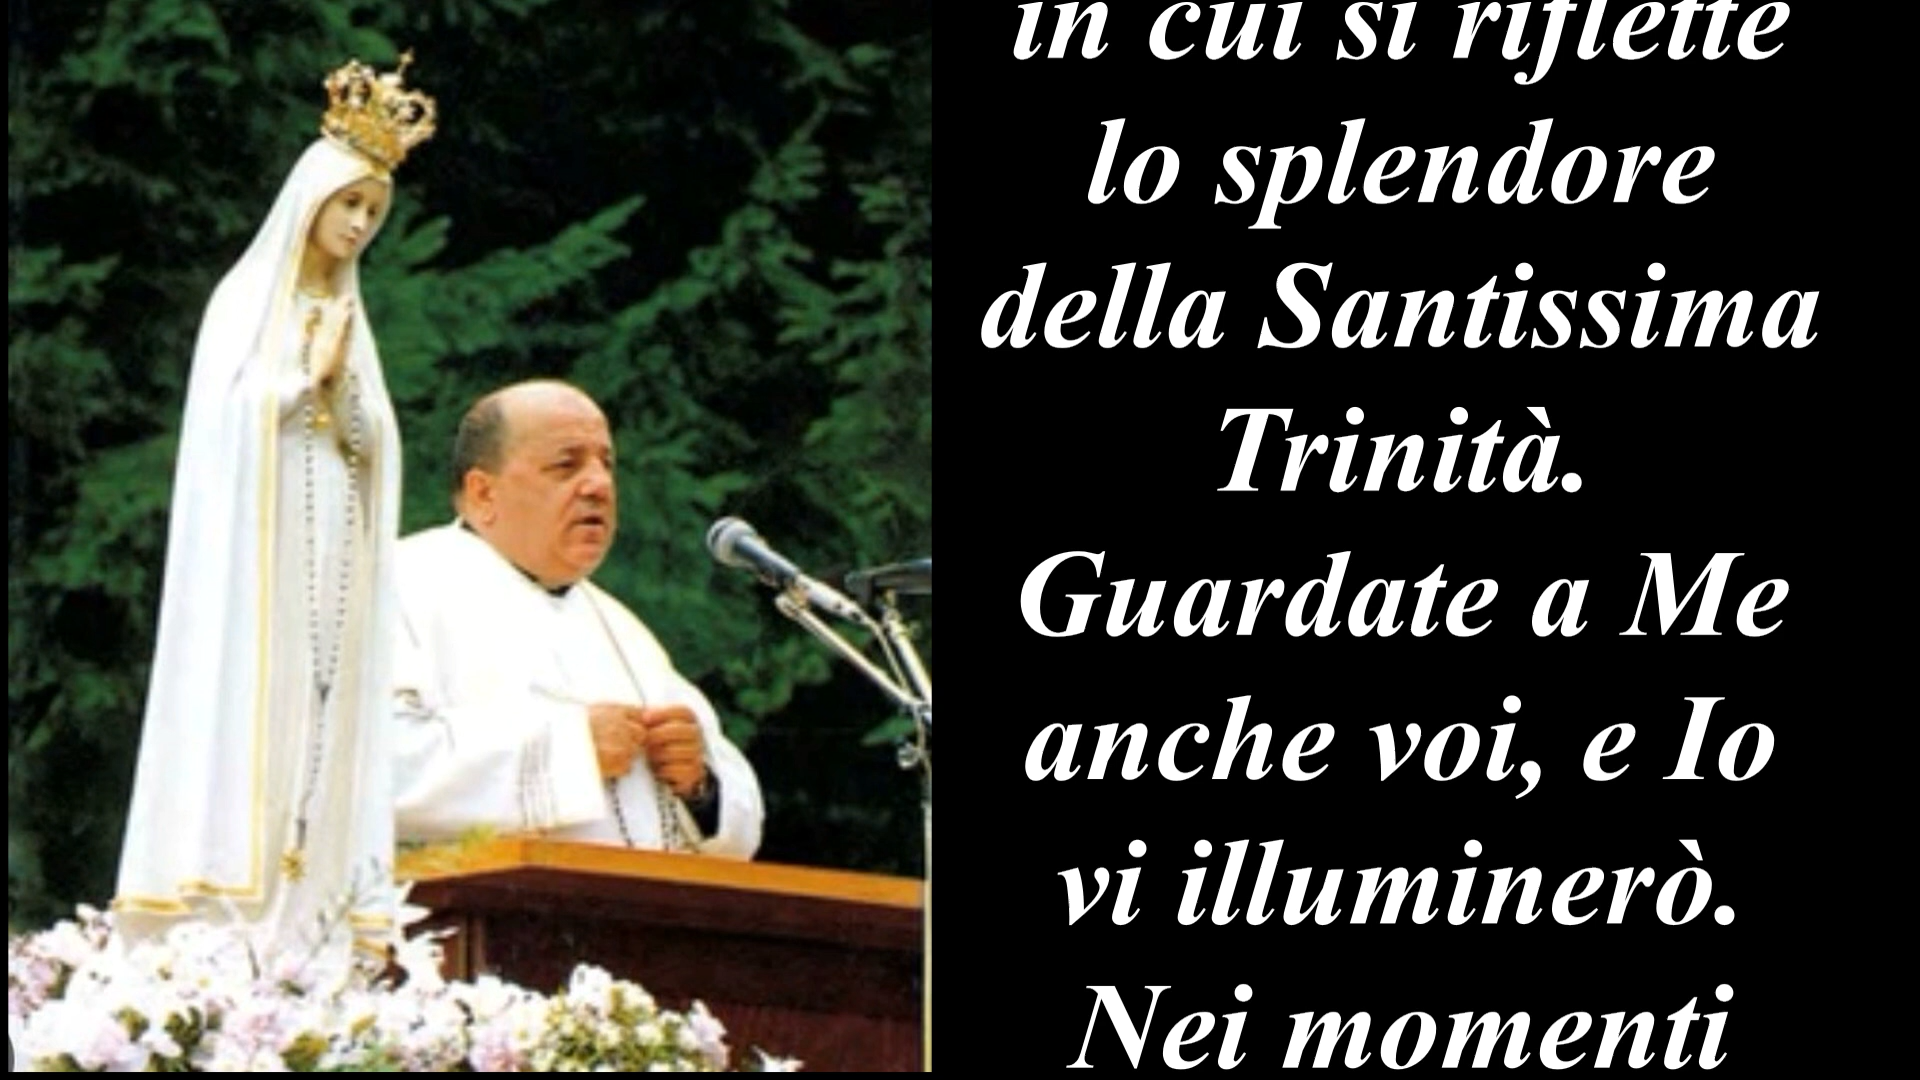 in cui si riflette
lo splendore
della Santissima
Trinità.
Guardate a Me
anche voi, e Io
vi illuminerò.
Nei momenti